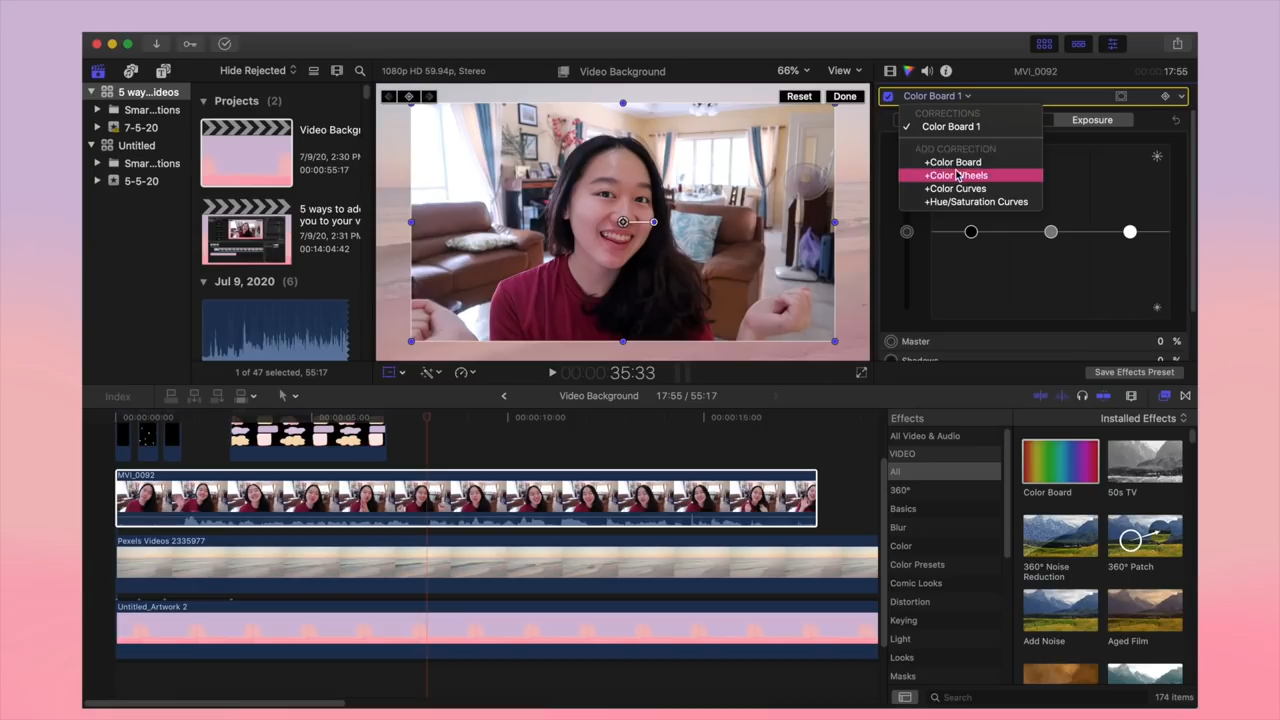 Hide Rejected
1080p HD 59.94p, Stereo
Video Background
66%
View
MVI_0092
00:00:17:55
5 way...ideos
Smar...tions
7-5-20
Untitled
Smar...tions
5-5-20
Projects (2)
Video Backgr
7/9/20, 2:30 PM
00:00:55:17
5 ways to add
you to your v
7/9/20, 2:31 P
00:14:04:42
Jul 9, 2020 (6)
1 of 47 selected, 55:17
Reset
Done
00:00:35:33
Color Board 1
CORRECTIONS
✓ Color Board 1
ADD CORRECTION
+Color Board
+Color Wheels
+Color Curves
+Hue/Saturation Curves
Exposure
Master
0 %
Shadows
Save Effects Preset
Index
Video Background
17:55 / 55:17
00:00:00:00
00:00:05:00
00:00:10:00
00:00:15:00
MVI_0092
Pexels Videos 2335977
Untitled_Artwork 2
Effects
Installed Effects
All Video & Audio
VIDEO
All
360°
Basics
Blur
Color
Color Presets
Comic Looks
Distortion
Keying
Light
Looks
Masks
Color Board
50s TV
360° Noise
Reduction
360° Patch
Add Noise
Aged Film
Search
174 items